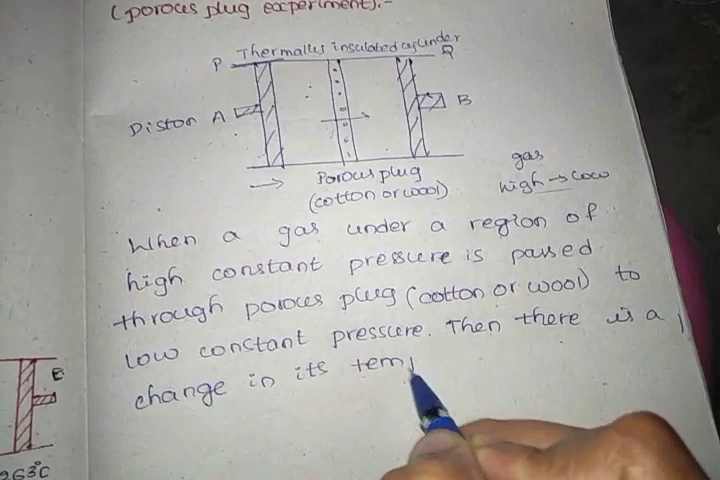 (porous plug experiment):-
Thermally insulated cylinder
P
Q
Piston A
B
Porous plug
(cotton or wool)
gas
high → low
When a gas under a region of
high constant pressure is passed
through porous plug (cotton or wool) to
low constant pressure. Then there is a
change in its tem
B
263°C